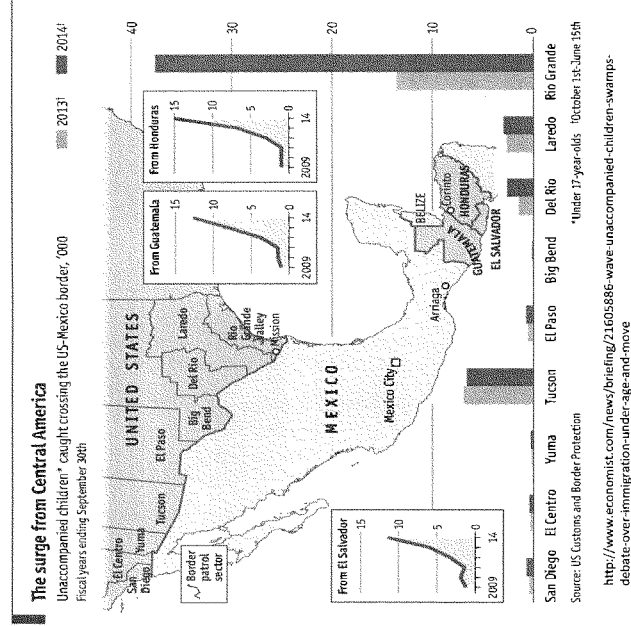 The surge from Central America
Unaccompanied children* caught crossing the US-Mexico border, '000
Fiscal years ending September 30th
2013† 2014‡
40
30
20
10
0
El Centro
San Diego
Yuma
Tucson
El Paso
Big Bend
Del Rio
Laredo
Rio Grande Valley
Mission
UNITED STATES
MEXICO
Mexico City
Arriaga
BELIZE
GUATEMALA
Corinto
HONDURAS
EL SALVADOR
Border patrol sector
From El Salvador
15
10
5
0
2009 14
From Guatemala
15
10
5
0
2009 14
From Honduras
15
10
5
0
2009 14
San Diego El Centro Yuma Tucson El Paso Big Bend Del Rio Laredo Rio Grande
Source: US Customs and Border Protection
*Under 17-year-olds
http://www.economist.com/news/briefing/21605886-wave-unaccompanied-children-swamps-
debate-over-immigration-under-age-and-move